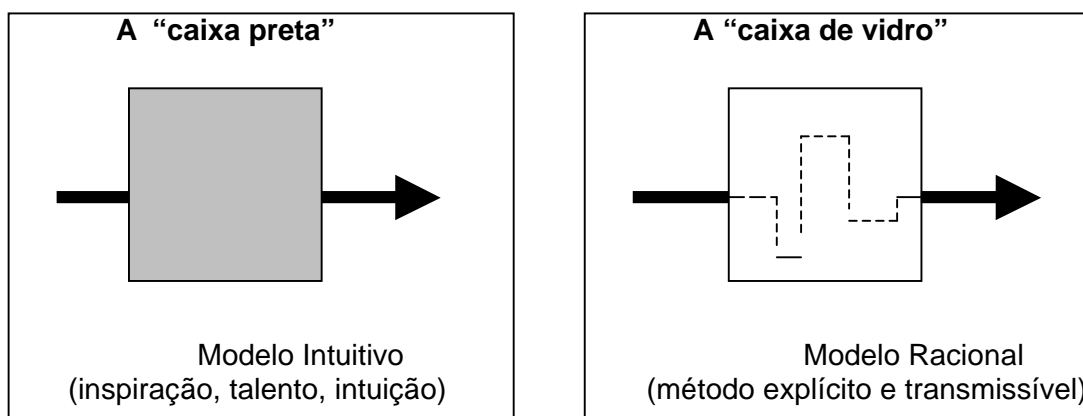 A “caixa preta”
Modelo Intuitivo
(inspiração, talento, intuição)
A “caixa de vidro”
Modelo Racional
(método explícito e transmissível)